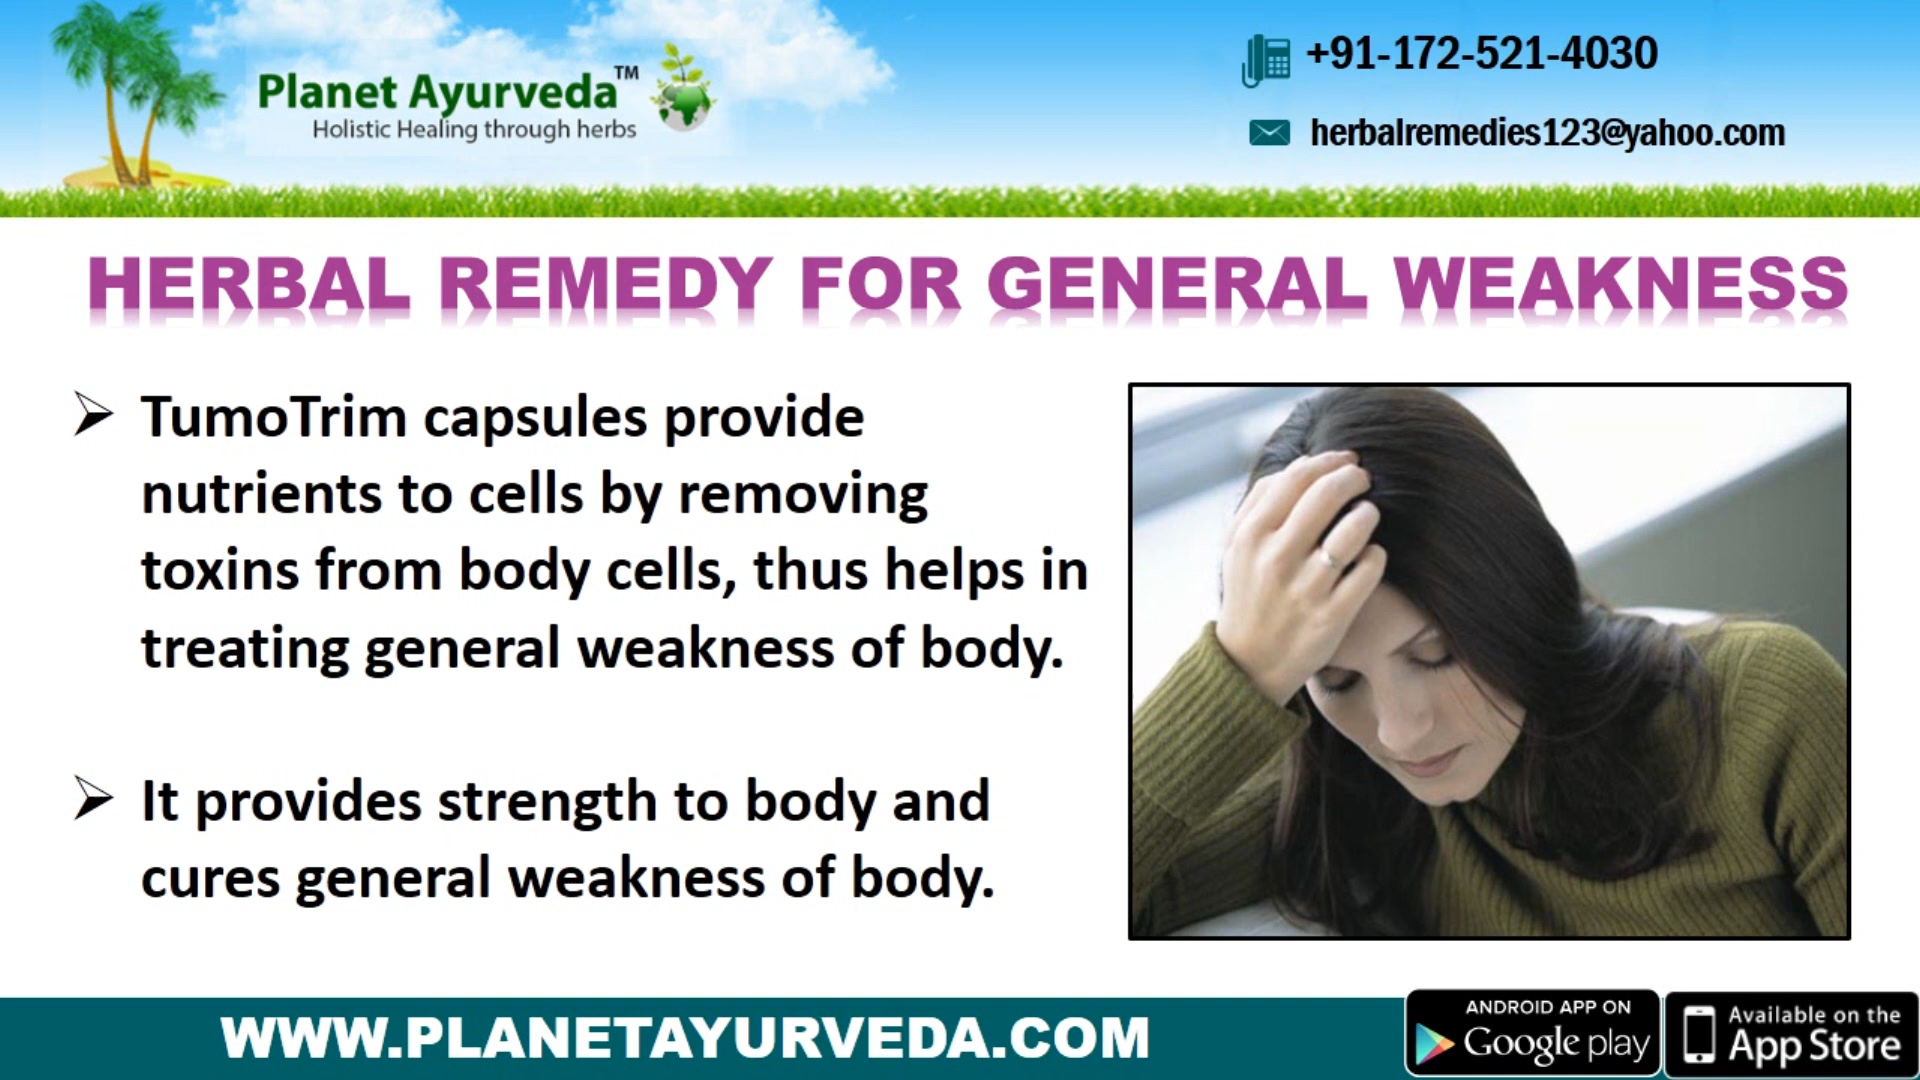 Planet Ayurveda™
Holistic Healing through herbs
+91-172-521-4030
herbalremedies123@yahoo.com
HERBAL REMEDY FOR GENERAL WEAKNESS
➢ TumoTrim capsules provide
nutrients to cells by removing
toxins from body cells, thus helps in
treating general weakness of body.
➢ It provides strength to body and
cures general weakness of body.
WWW.PLANETAYURVEDA.COM
ANDROID APP ON
Google play
Available on the
App Store